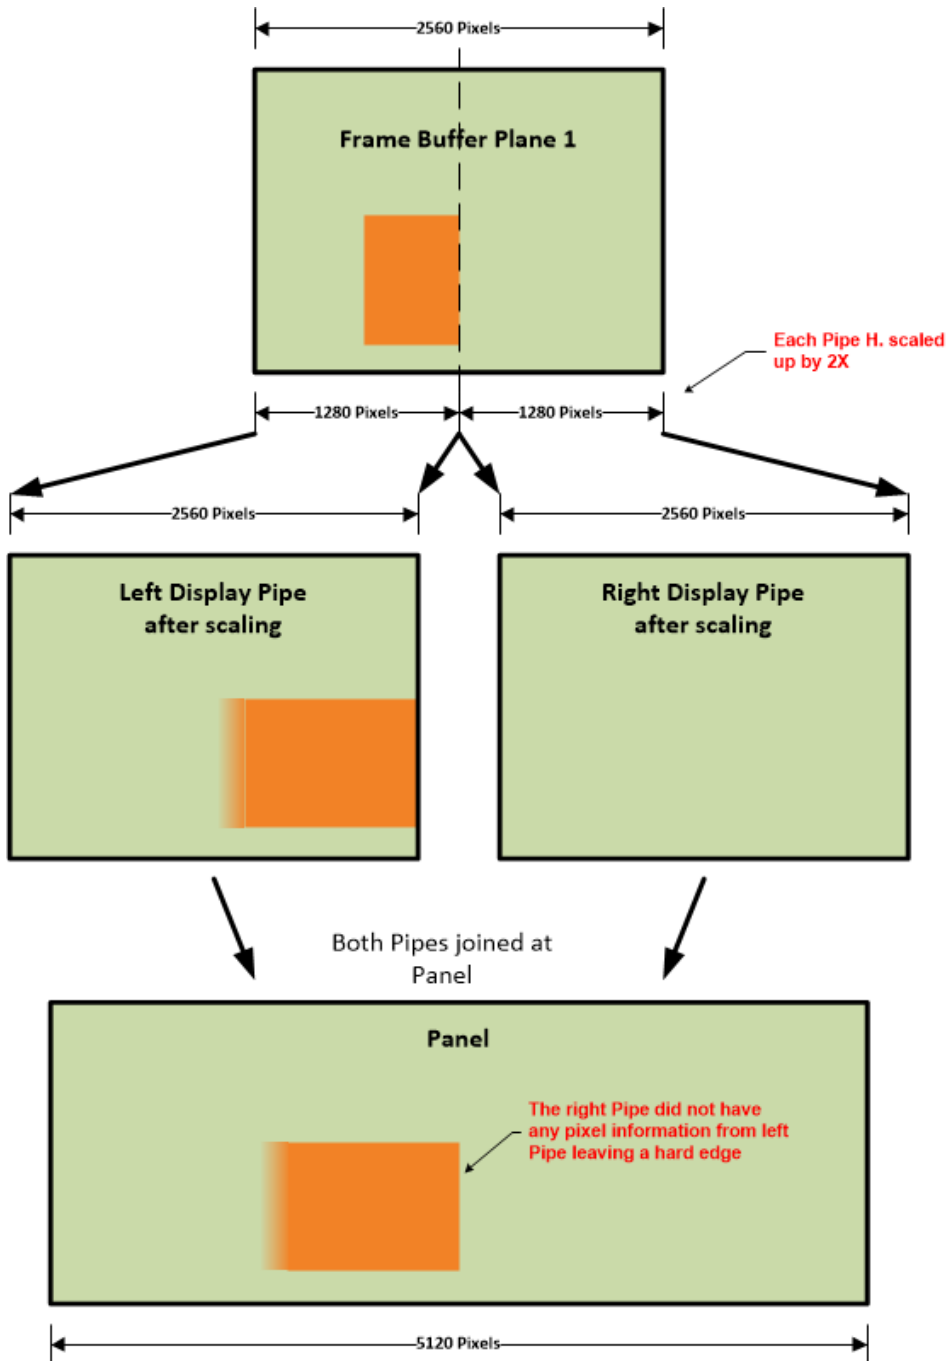 2560 Pixels
Frame Buffer Plane 1
Each Pipe H. scaled
up by 2X
1280 Pixels
1280 Pixels
2560 Pixels
2560 Pixels
Left Display Pipe
after scaling
Right Display Pipe
after scaling
Both Pipes joined at
Panel
Panel
The right Pipe did not have
any pixel information from left
Pipe leaving a hard edge
5120 Pixels